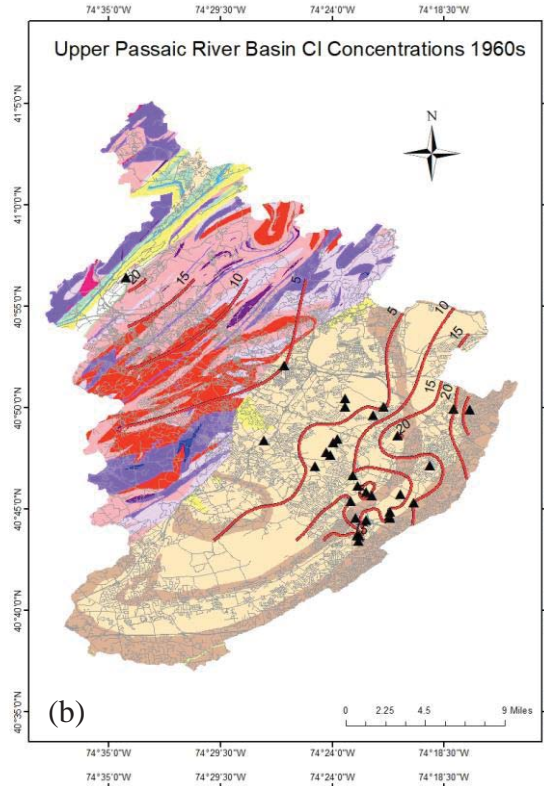 74°35'0"W 74°29'30"W 74°24'0"W 74°18'30"W
Upper Passaic River Basin Cl Concentrations 1960s
41°5'0"N
N
41°0'0"N
20 15 10 5
40°55'0"N
5 10 15
40°50'0"N
15 20
20
40°45'0"N
40°40'0"N
40°35'0"N
(b)
0 2.25 4.5 9 Miles
74°35'0"W 74°29'30"W 74°24'0"W 74°18'30"W